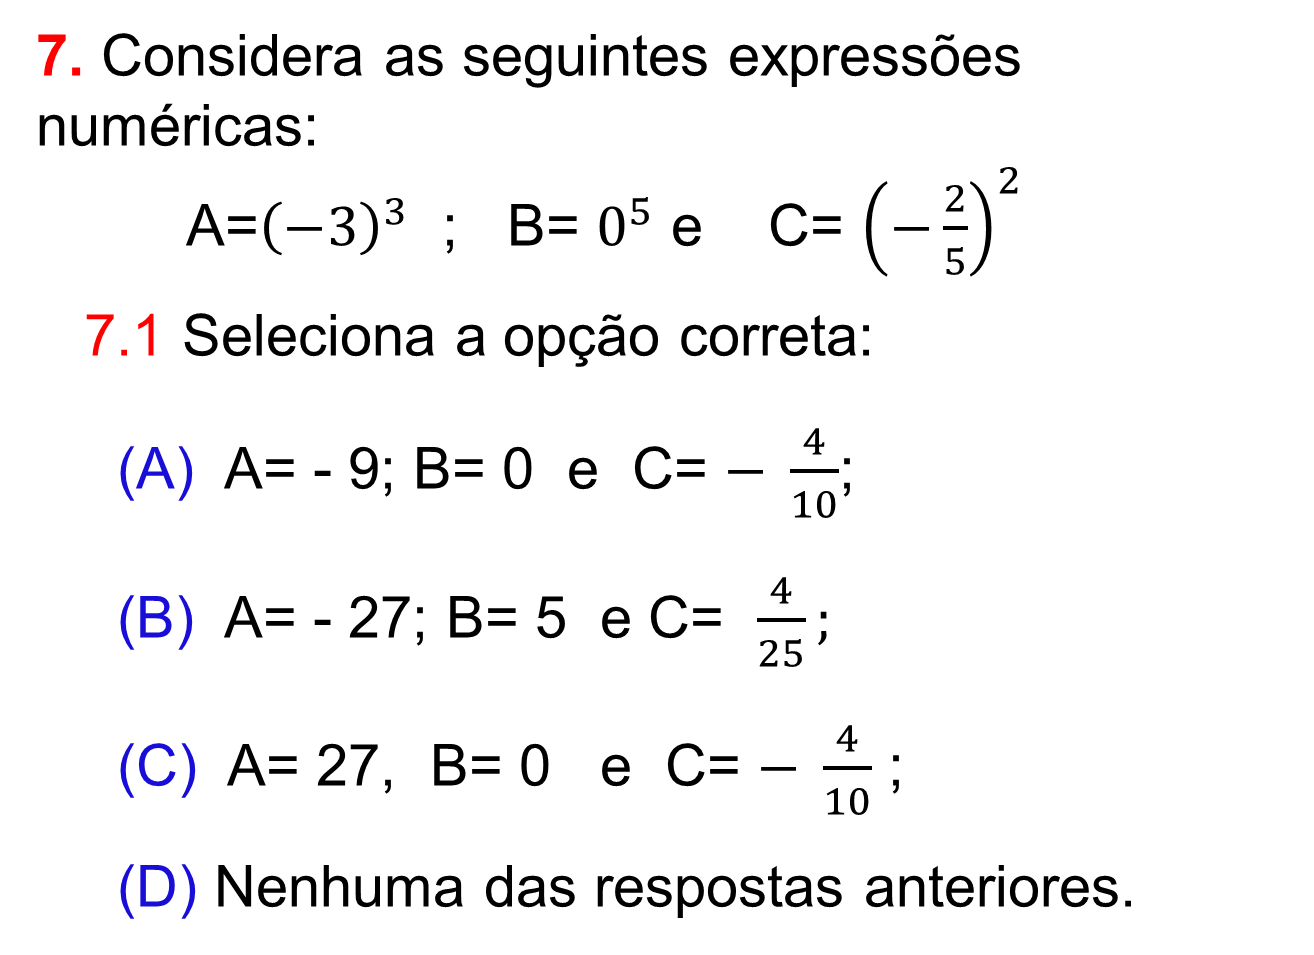 7. Considera as seguintes expressões
numéricas:
A=(−3)³ ; B= 0⁵ e C= (−2/5)²
7.1 Seleciona a opção correta:
(A) A= - 9; B= 0 e C= − 4/10;
(B) A= - 27; B= 5 e C= 4/25 ;
(C) A= 27, B= 0 e C= − 4/10 ;
(D) Nenhuma das respostas anteriores.